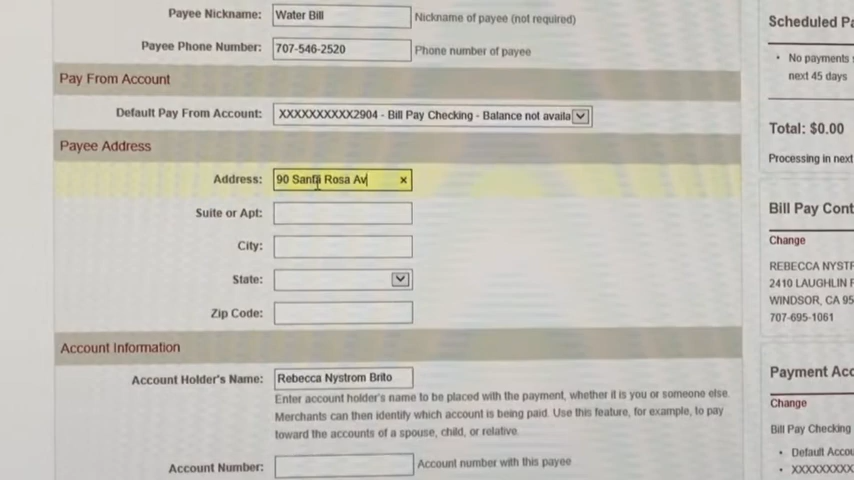 Payee Nickname: Water Bill Nickname of payee (not required)
Payee Phone Number: 707-546-2520 Phone number of payee
Pay From Account
Default Pay From Account: XXXXXXXXXX2904 - Bill Pay Checking - Balance not availa
Payee Address
Address: 90 Santa Rosa Av ×
Suite or Apt:
City:
State:
Zip Code:
Account Information
Account Holder's Name: Rebecca Nystrom Brito
Enter account holder's name to be placed with the payment, whether it is you or someone else.
Merchants can then identify which account is being paid. Use this feature, for example, to pay
toward the accounts of a spouse, child, or relative.
Account Number: Account number with this payee
Scheduled Pa
• No payments s
next 45 days
Total: $0.00
Processing in next
Bill Pay Cont
Change
REBECCA NYSTR
2410 LAUGHLIN F
WINDSOR, CA 95
707-695-1061
Payment Acc
Change
Bill Pay Checking
• Default Accou
• XXXXXXXXX